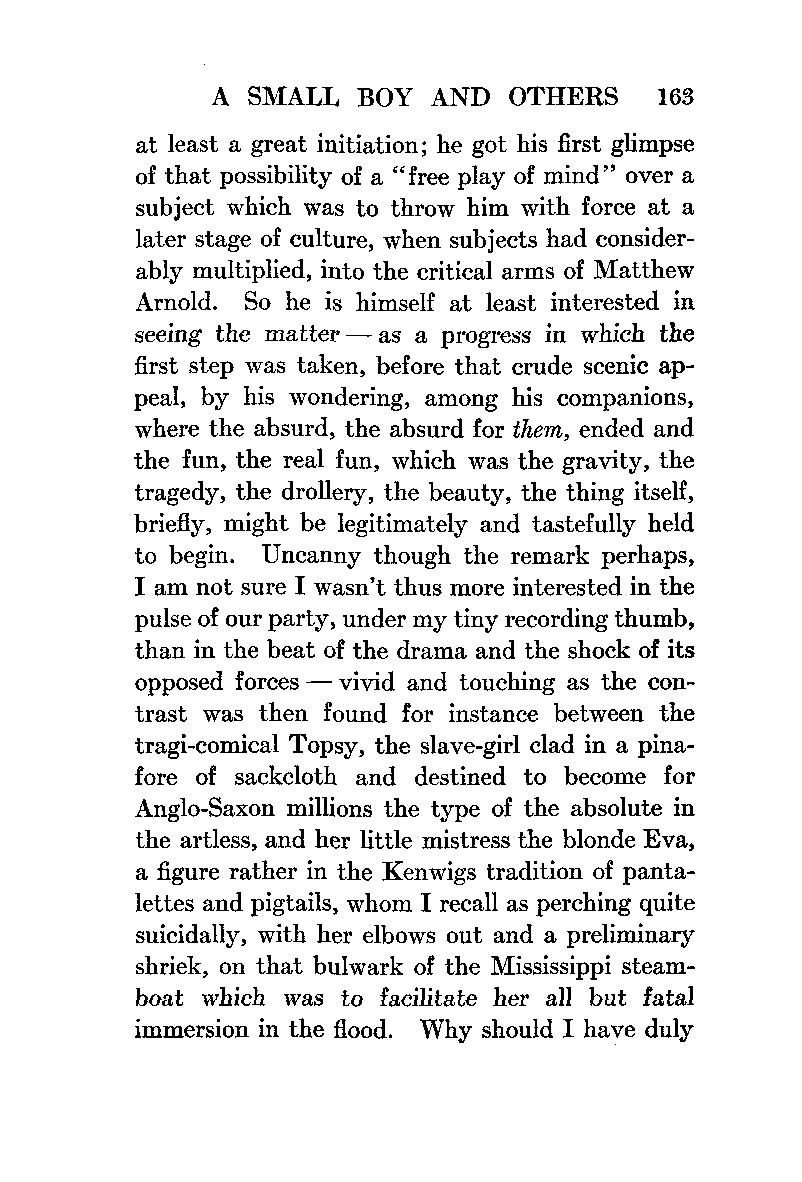 A SMALL BOY AND OTHERS 163
at least a great initiation; he got his first glimpse
of that possibility of a “free play of mind” over a
subject which was to throw him with force at a
later stage of culture, when subjects had consider-
ably multiplied, into the critical arms of Matthew
Arnold. So he is himself at least interested in
seeing the matter — as a progress in which the
first step was taken, before that crude scenic ap-
peal, by his wondering, among his companions,
where the absurd, the absurd for them, ended and
the fun, the real fun, which was the gravity, the
tragedy, the drollery, the beauty, the thing itself,
briefly, might be legitimately and tastefully held
to begin. Uncanny though the remark perhaps,
I am not sure I wasn’t thus more interested in the
pulse of our party, under my tiny recording thumb,
than in the beat of the drama and the shock of its
opposed forces — vivid and touching as the con-
trast was then found for instance between the
tragi-comical Topsy, the slave-girl clad in a pina-
fore of sackcloth and destined to become for
Anglo-Saxon millions the type of the absolute in
the artless, and her little mistress the blonde Eva,
a figure rather in the Kenwigs tradition of panta-
lettes and pigtails, whom I recall as perching quite
suicidally, with her elbows out and a preliminary
shriek, on that bulwark of the Mississippi steam-
boat which was to facilitate her all but fatal
immersion in the flood. Why should I have duly